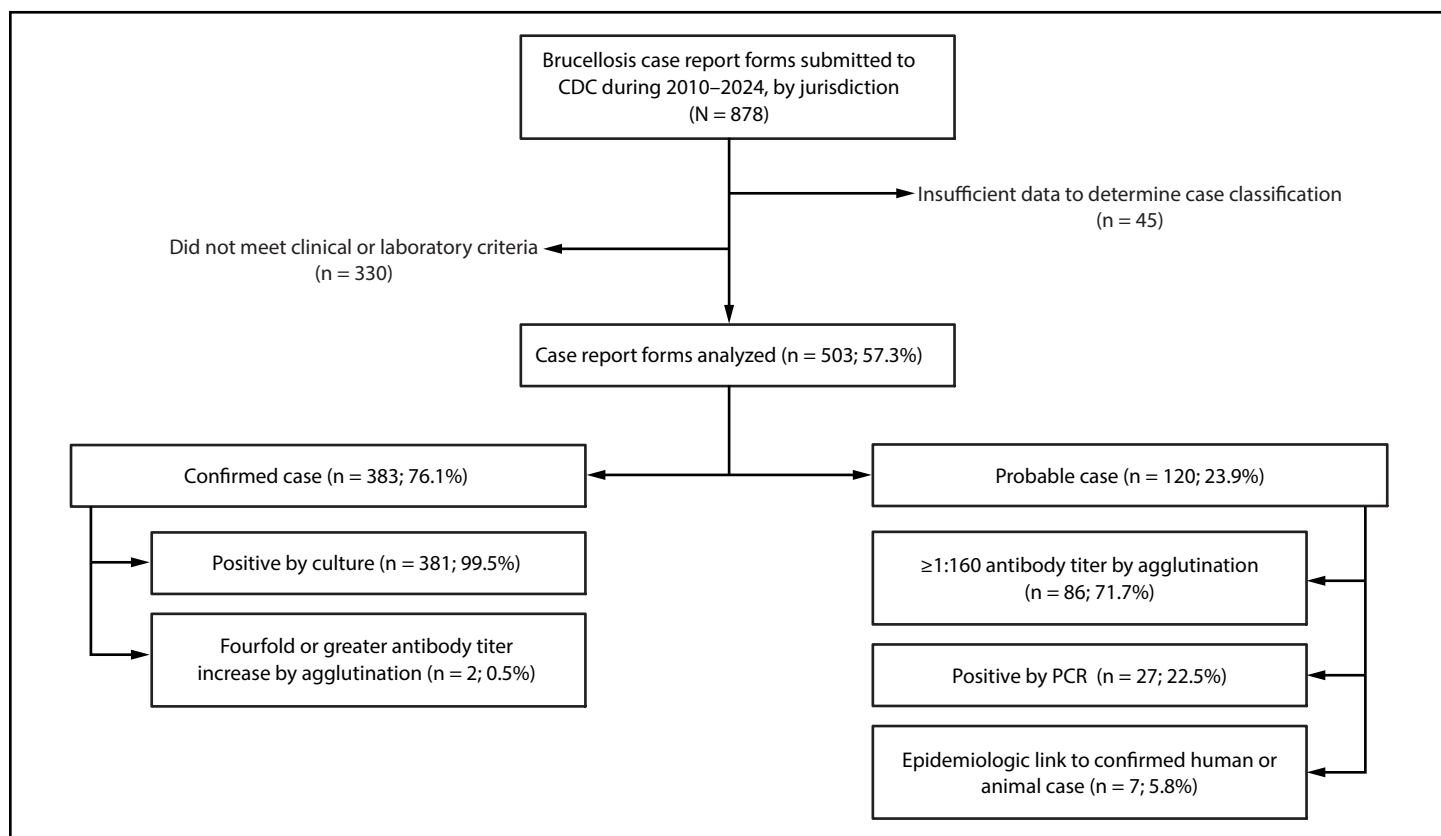 Brucellosis case report forms submitted to
CDC during 2010–2024, by jurisdiction
(N = 878)
Insufficient data to determine case classification
(n = 45)
Did not meet clinical or laboratory criteria
(n = 330)
Case report forms analyzed (n = 503; 57.3%)
Confirmed case (n = 383; 76.1%)
Positive by culture (n = 381; 99.5%)
Fourfold or greater antibody titer
increase by agglutination (n = 2; 0.5%)
Probable case (n = 120; 23.9%)
≥1:160 antibody titer by agglutination
(n = 86; 71.7%)
Positive by PCR (n = 27; 22.5%)
Epidemiologic link to confirmed human or
animal case (n = 7; 5.8%)